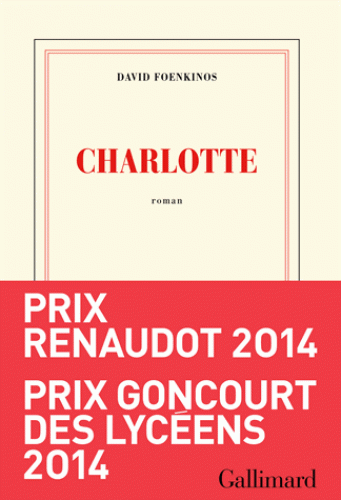 DAVID FOENKINOS
CHARLOTTE
roman
PRIX
RENAUDOT 2014
PRIX GONCOURT
DES LYCÉENS
2014
Gallimard